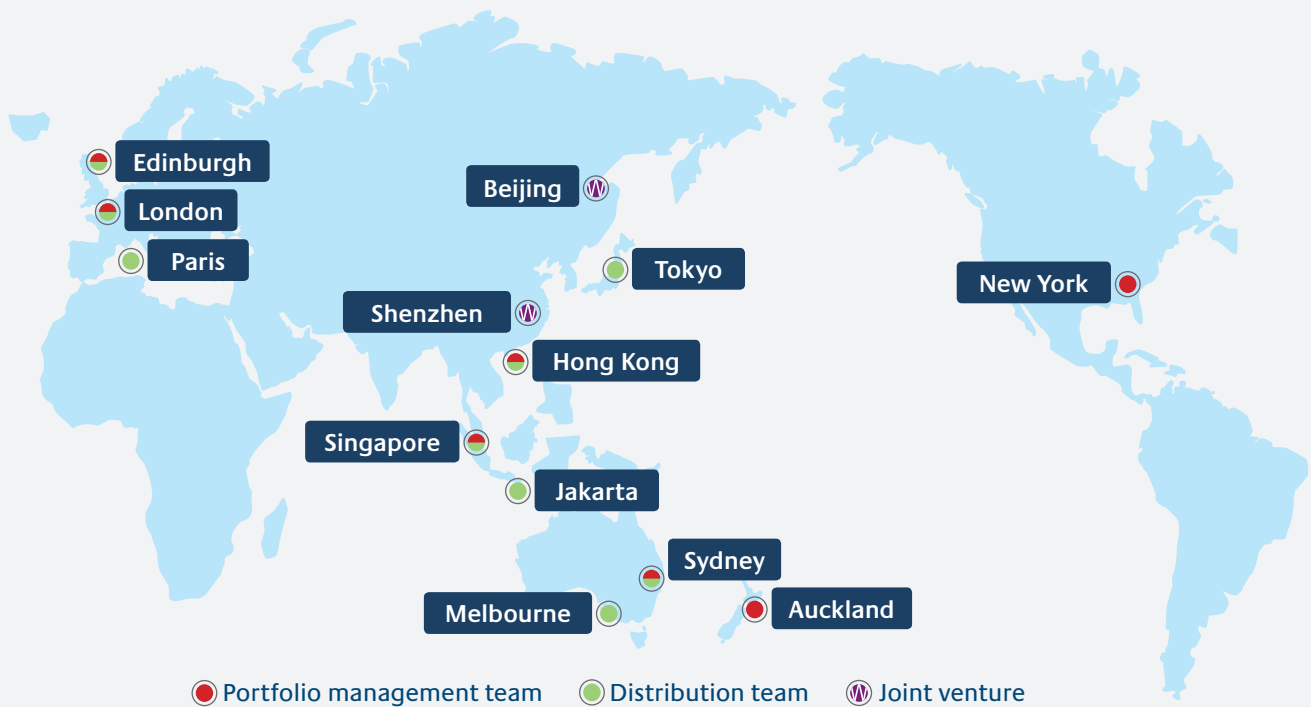 Edinburgh
London
Paris
Beijing
Tokyo
New York
Shenzhen
Hong Kong
Singapore
Jakarta
Sydney
Melbourne
Auckland
Portfolio management team
Distribution team
Joint venture